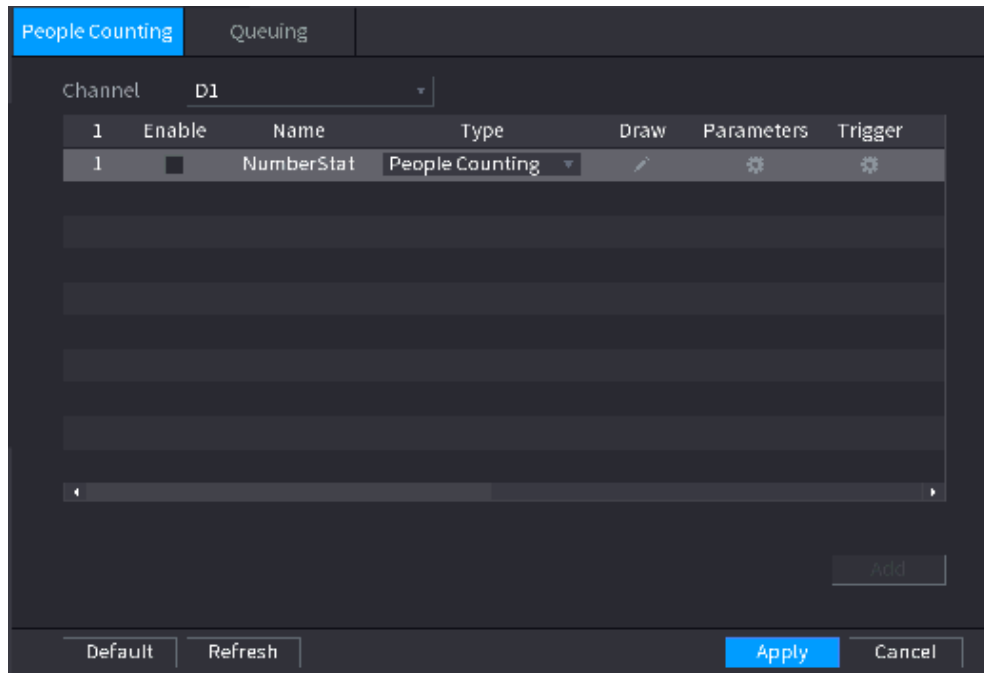 People Counting Queuing
Channel D1
1 Enable Name Type Draw Parameters Trigger
1 NumberStat People Counting
Add
Default Refresh Apply Cancel